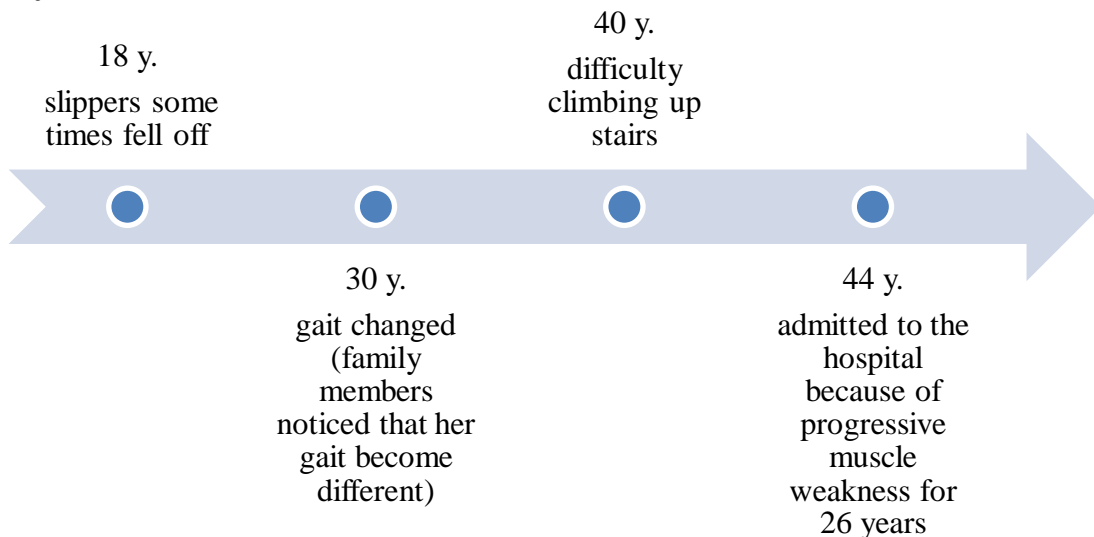 18 y.
slippers some
times fell off
30 y.
gait changed
(family
members
noticed that her
gait become
different)
40 y.
difficulty
climbing up
stairs
44 y.
admitted to the
hospital
because of
progressive
muscle
weakness for
26 years